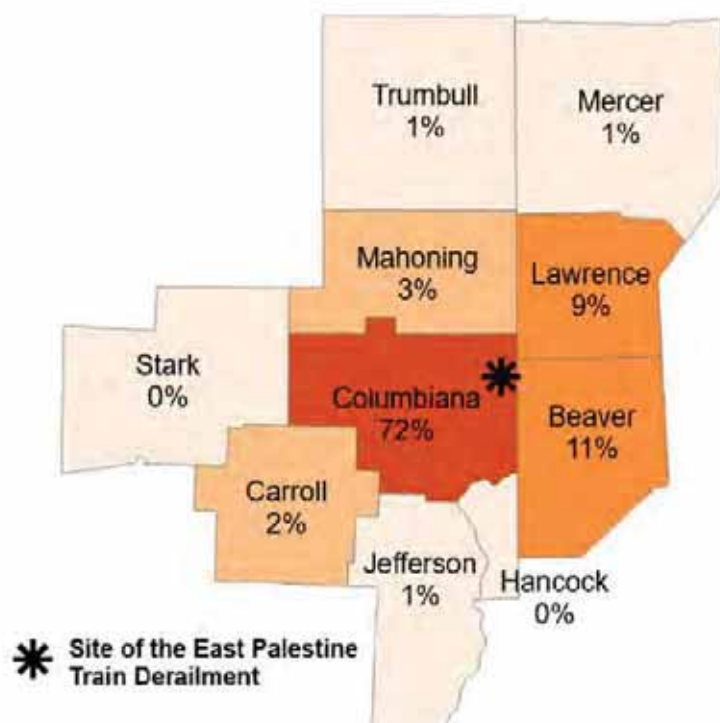 Trumbull
1%
Mercer
1%
Mahoning
3%
Lawrence
9%
Stark
0%
Columbiana
72%
Beaver
11%
Carroll
2%
Jefferson
1%
Hancock
0%
Site of the East Palestine
Train Derailment